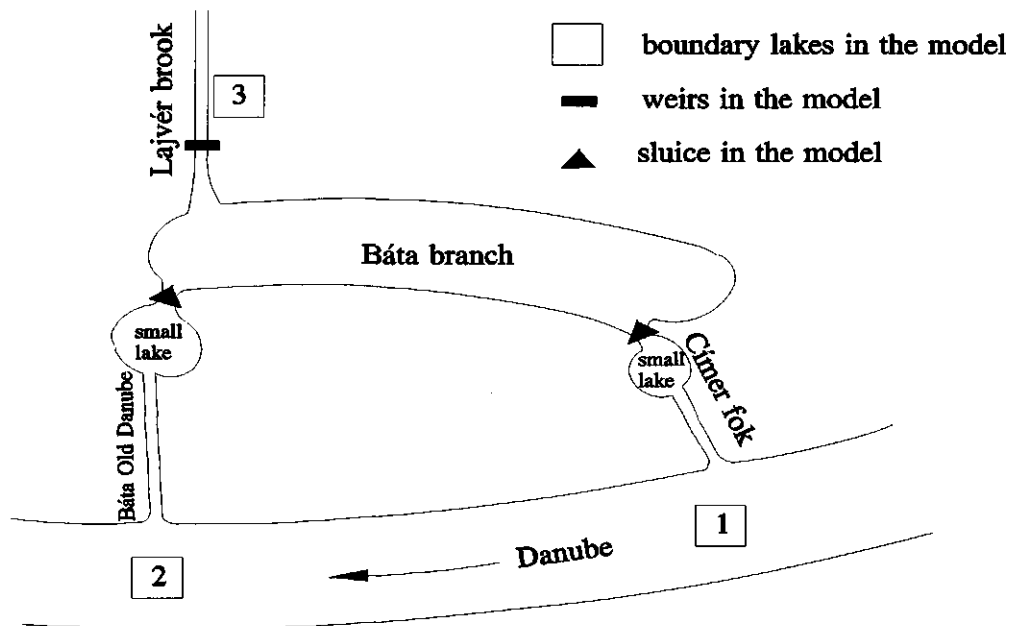 Lajvér brook
3
boundary lakes in the model
weirs in the model
sluice in the model
Báta branch
small
lake
small
lake
Címer fok
Báta Old Danube
1
Danube
2